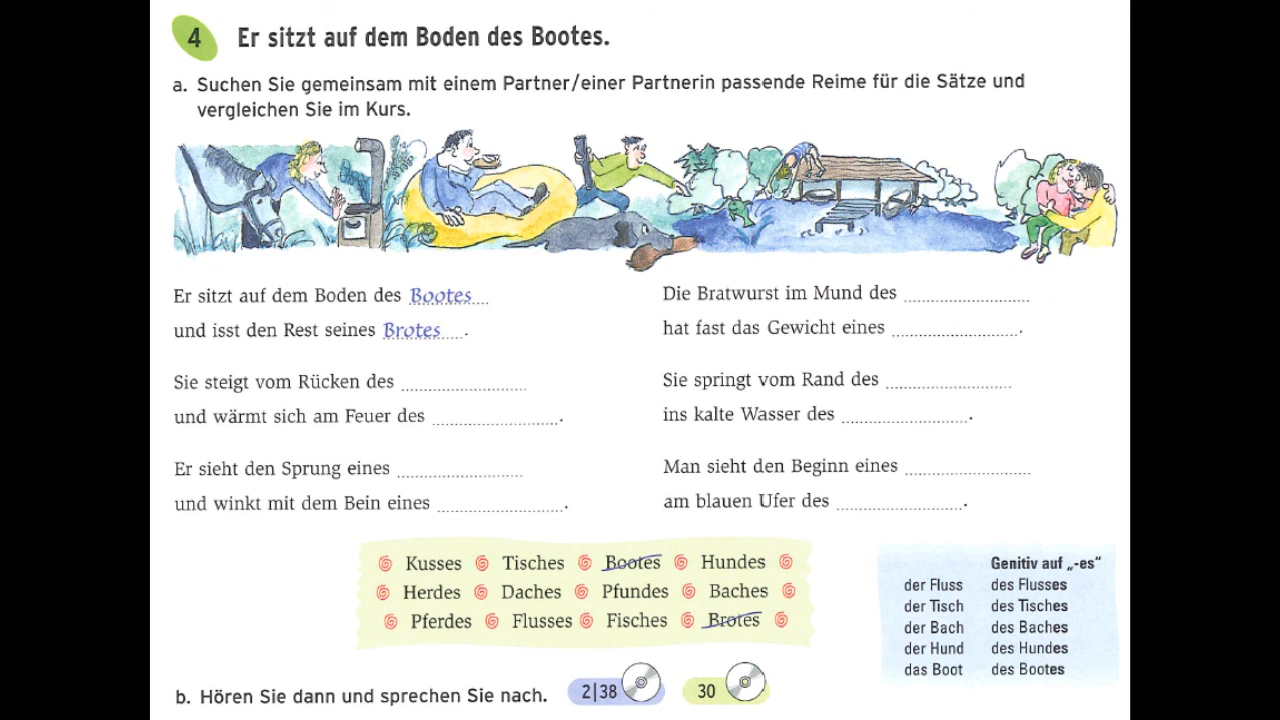 4 Er sitzt auf dem Boden des Bootes.
a. Suchen Sie gemeinsam mit einem Partner/einer Partnerin passende Reime für die Sätze und
vergleichen Sie im Kurs.
Er sitzt auf dem Boden des Bootes
und isst den Rest seines Brotes.
Sie steigt vom Rücken des ....................
und wärmt sich am Feuer des .....................
Er sieht den Sprung eines ....................
und winkt mit dem Bein eines .....................
Die Bratwurst im Mund des ....................
hat fast das Gewicht eines .....................
Sie springt vom Rand des ....................
ins kalte Wasser des .....................
Man sieht den Beginn eines ....................
am blauen Ufer des .....................
Kusses Tisches Bootes Hundes
Herdes Daches Pfundes Baches
Pferdes Flusses Fisches Brotes
Genitiv auf „-es“
der Fluss des Flusses
der Tisch des Tisches
der Bach des Baches
der Hund des Hundes
das Boot des Bootes
b. Hören Sie dann und sprechen Sie nach. 2|38 30